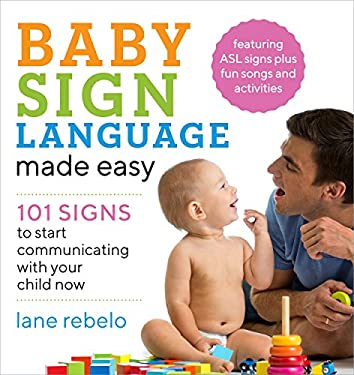 BABY
SIGN
LANGUAGE
made easy
featuring
ASL signs plus
fun songs and
activities
101 SIGNS
to start
communicating
with your
child now
lane rebelo